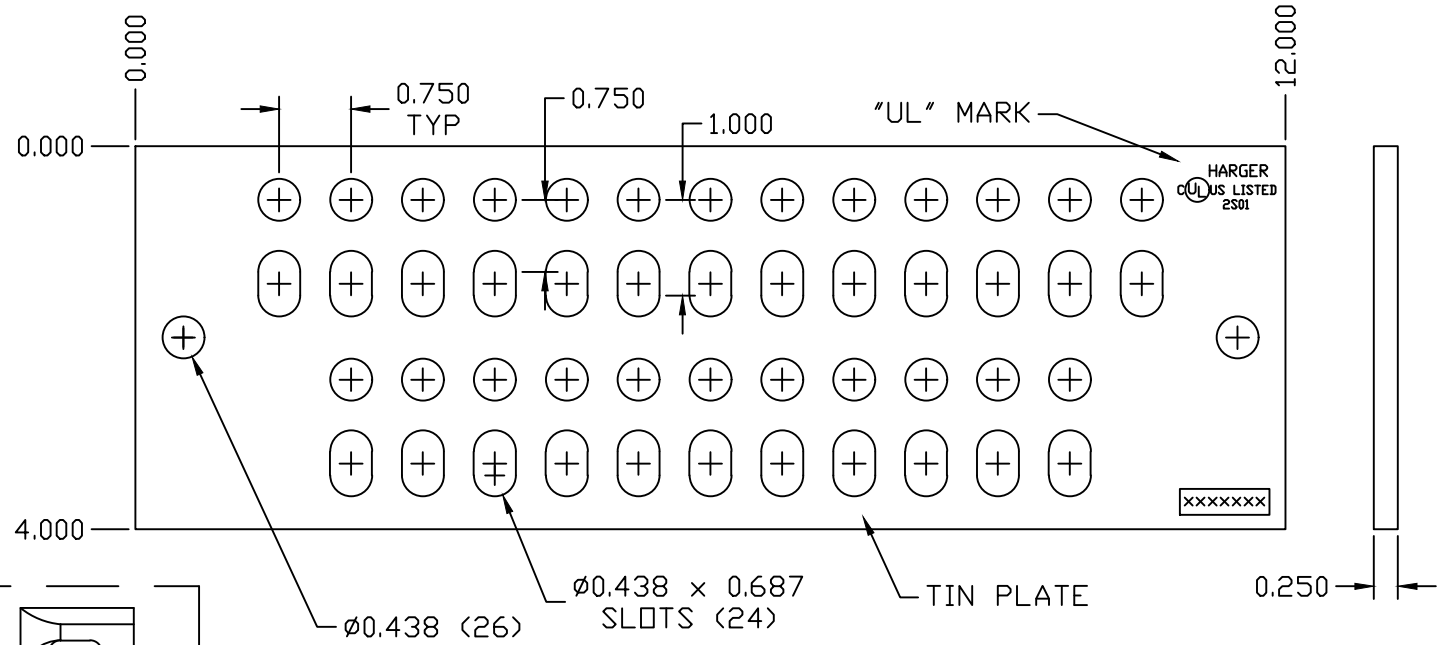 0.000
12.000
0.750
TYP
0.750
1.000
"UL" MARK
0.000
HARGER
C UL US LISTED
2S01
4.000
XXXXXXX
Ø0.438 (26)
Ø0.438 x 0.687
SLOTS (24)
TIN PLATE
0.250